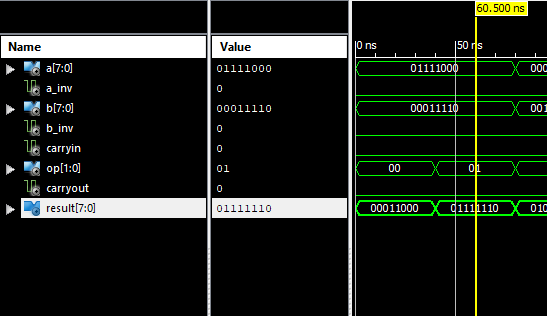 60.500 ns
Name Value 0 ns 50 ns
a[7:0] 01111000 01111000 000
a_inv 0
b[7:0] 00011110 00011110 001
b_inv 0
carryin 0
op[1:0] 01 00 01
carryout 0
result[7:0] 01111110 00011000 01111110 010